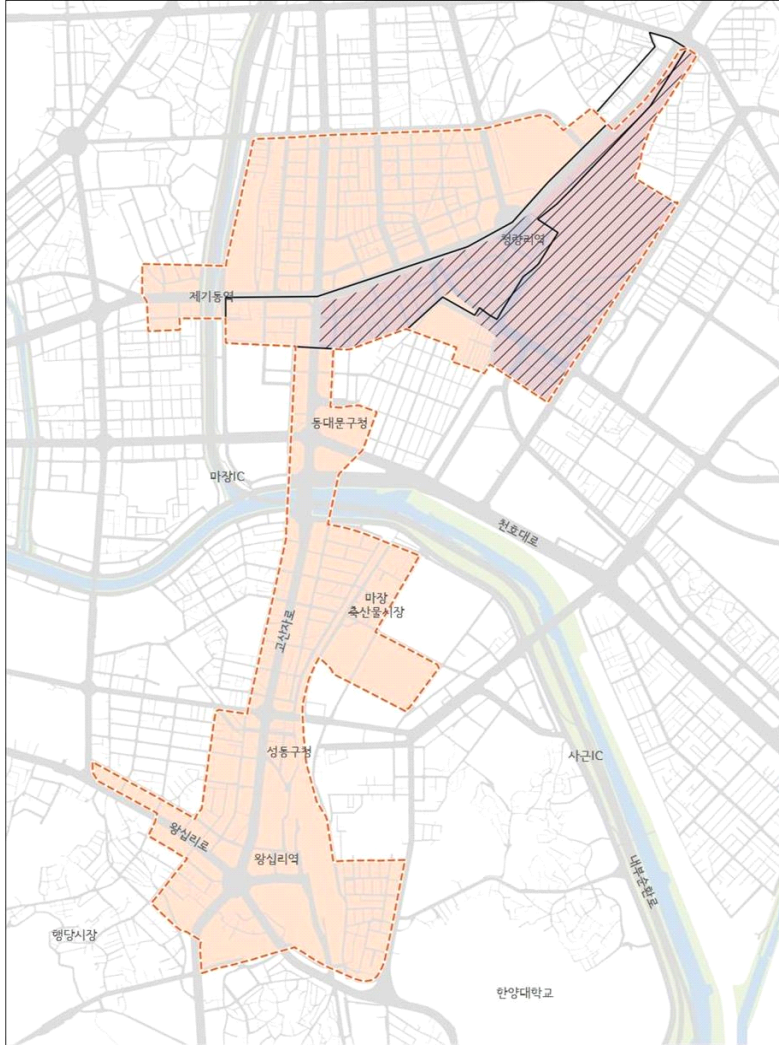 청량리역
제기동역
동대문구청
마장IC
천호대로
마장
축산물시장
고산자로
성동구청
사근IC
왕십리로
왕십리역
내부순환로
행당시장
한양대학교